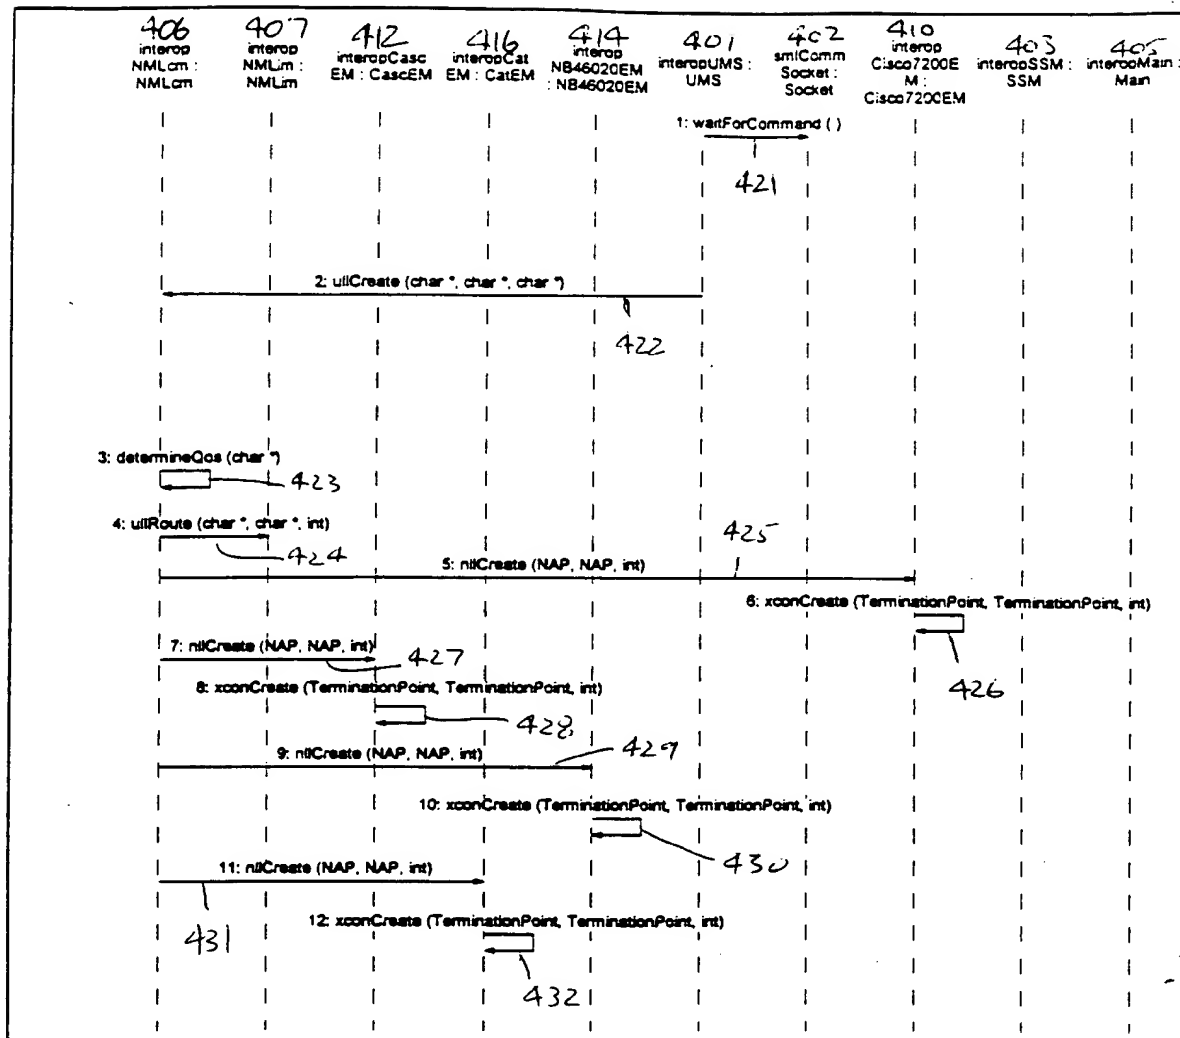 406
interop
NMLcm :
NMLcm
407
interop
NMLim :
NMLim
412
interopCasc
EM : CascEM
416
interopCat
EM : CatEM
414
interop
NB46020EM
: NB46020EM
401
interopUMS :
UMS
402
smlComm
Socket :
Socket
410
interop
Cisco7200E
M :
Cisco7200EM
403
interopSSM :
SSM
405
interopMain :
Main
1: waitForCommand ( )
421
2: ullCreate (char *, char *, char *)
422
3: determineQos (char *)
423
4: ullRoute (char *, char *, int)
424
425
5: nllCreate (NAP, NAP, int)
6: xconCreate (TerminationPoint, TerminationPoint, int)
426
7: nllCreate (NAP, NAP, int)
427
8: xconCreate (TerminationPoint, TerminationPoint, int)
428
9: nllCreate (NAP, NAP, int)
429
10: xconCreate (TerminationPoint, TerminationPoint, int)
430
11: nllCreate (NAP, NAP, int)
431
12: xconCreate (TerminationPoint, TerminationPoint, int)
432